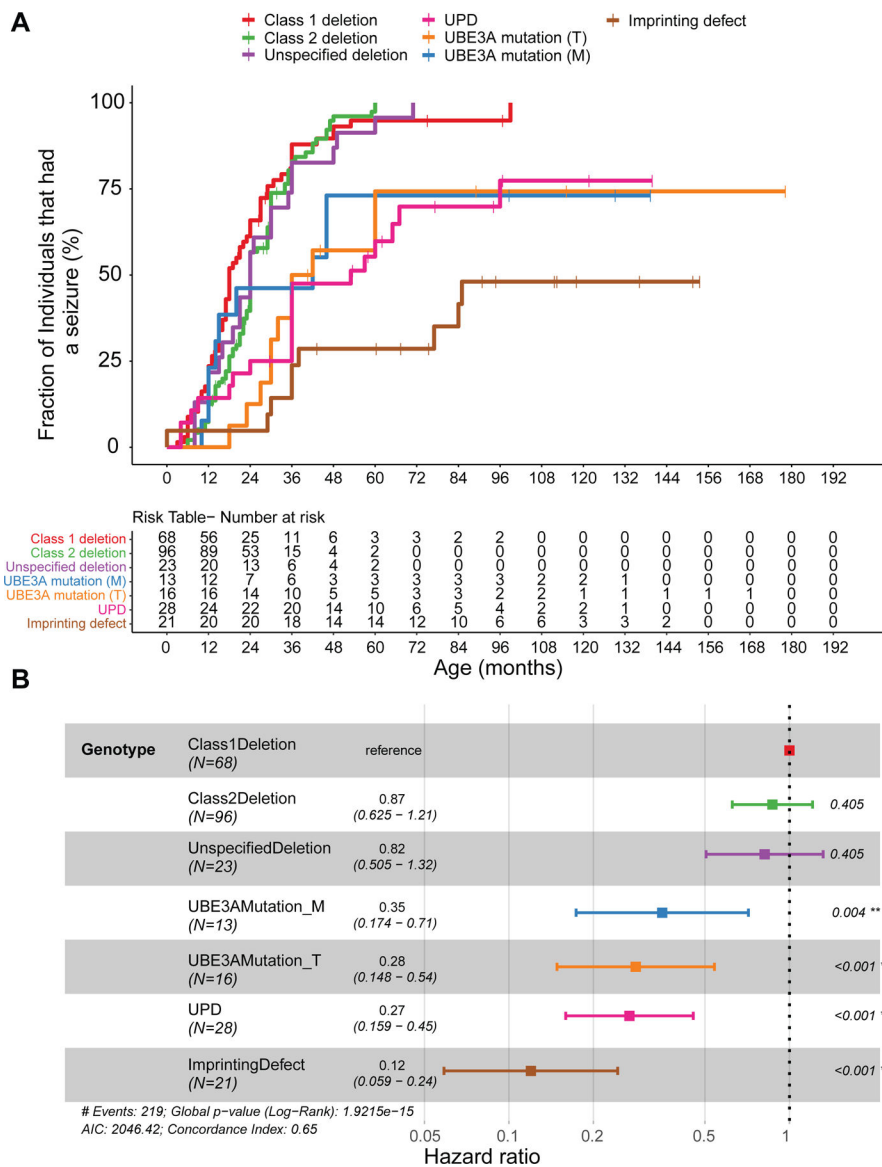 A
Class 1 deletion
Class 2 deletion
Unspecified deletion
UPD
UBE3A mutation (T)
UBE3A mutation (M)
Imprinting defect
Fraction of Individuals that had
a seizure (%)
100
75
50
25
0
0 12 24 36 48 60 72 84 96 108 120 132 144 156 168 180 192
Risk Table− Number at risk
Class 1 deletion 68 56 25 11 6 3 3 2 2 0 0 0 0 0 0 0 0
Class 2 deletion 96 89 53 15 4 2 0 0 0 0 0 0 0 0 0 0 0
Unspecified deletion 23 20 13 6 4 2 0 0 0 0 0 0 0 0 0 0 0
UBE3A mutation (M) 13 12 7 6 3 3 3 3 3 2 2 1 0 0 0 0 0
UBE3A mutation (T) 16 16 14 10 5 5 3 3 2 2 1 1 1 1 1 0 0
UPD 28 24 22 20 14 10 6 5 4 2 2 1 0 0 0 0 0
Imprinting defect 21 20 20 18 14 14 12 10 6 6 3 3 2 0 0 0 0
0 12 24 36 48 60 72 84 96 108 120 132 144 156 168 180 192
Age (months)
B
Genotype
Class1Deletion
(N=68)
reference
Class2Deletion
(N=96)
0.87
(0.625 − 1.21)
0.405
UnspecifiedDeletion
(N=23)
0.82
(0.505 − 1.32)
0.405
UBE3AMutation_M
(N=13)
0.35
(0.174 − 0.71)
0.004 **
UBE3AMutation_T
(N=16)
0.28
(0.148 − 0.54)
<0.001
UPD
(N=28)
0.27
(0.159 − 0.45)
<0.001
ImprintingDefect
(N=21)
0.12
(0.059 − 0.24)
<0.001
# Events: 219; Global p−value (Log−Rank): 1.9215e−15
AIC: 2046.42; Concordance Index: 0.65
0.05 0.1 0.2 0.5 1
Hazard ratio